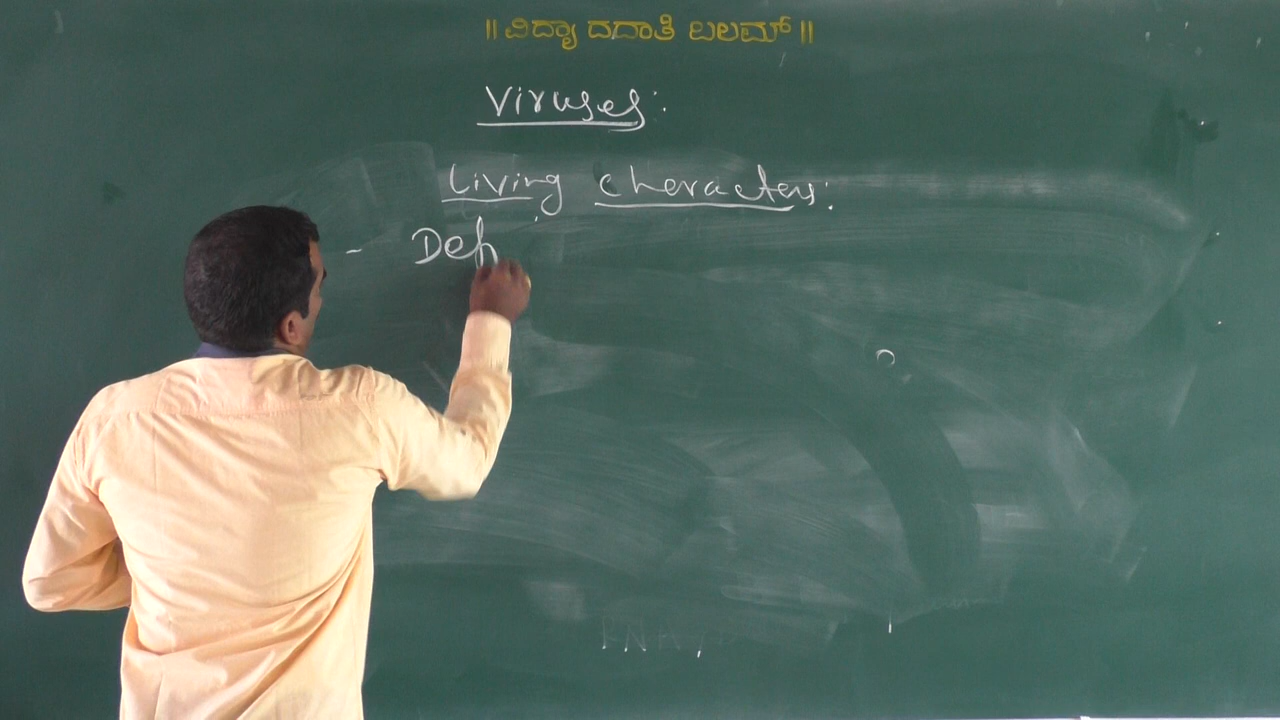 ॥ ವಿದ್ಯಾ ದದಾತಿ ಬಲಮ್ ॥
Viruses:
Living characters:
- Def